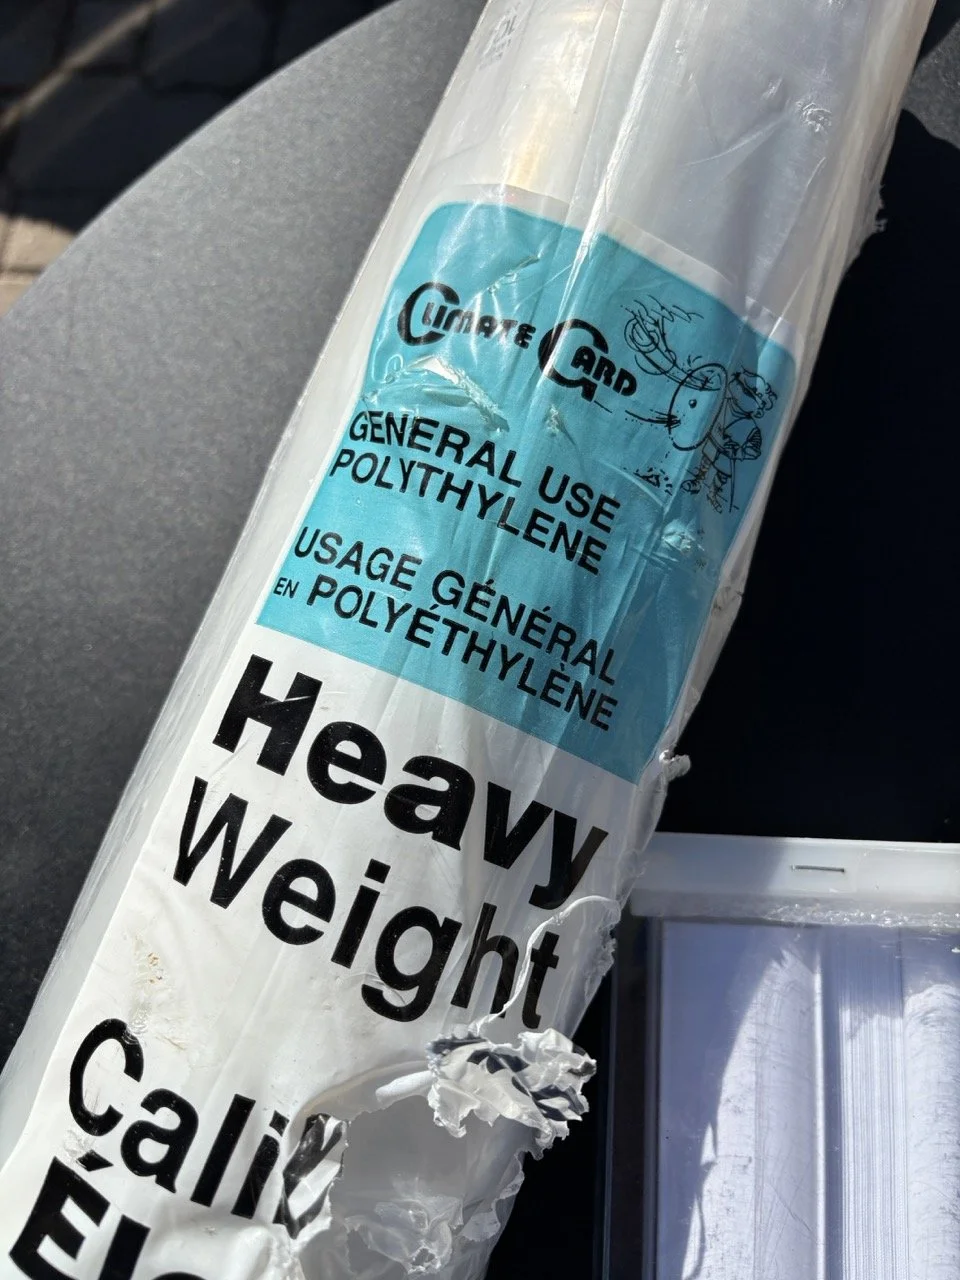 CLIMATE GARD
GENERAL USE
POLYTHYLENE
USAGE GÉNÉRAL
EN POLYÉTHYLÈNE
Heavy
Weight